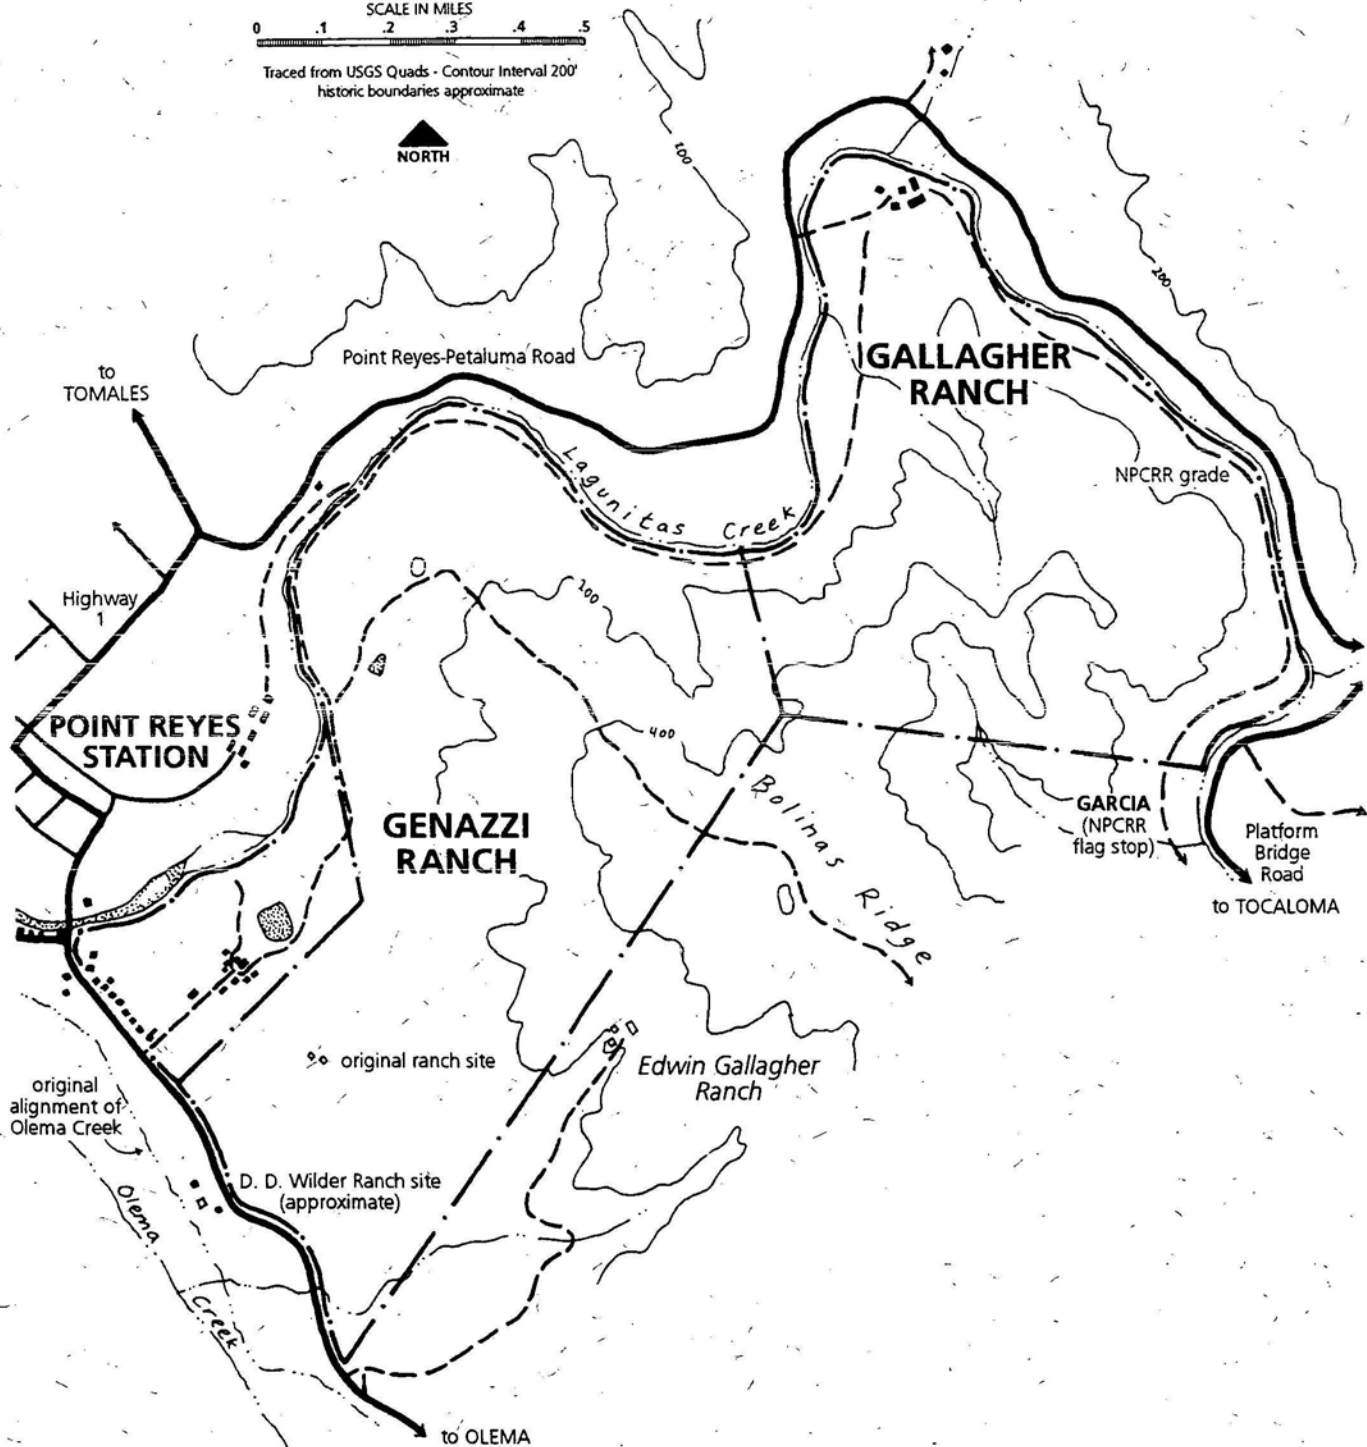 SCALE IN MILES
0 .1 .2 .3 .4 .5
Traced from USGS Quads - Contour Interval 200'
historic boundaries approximate
NORTH
200
200
Point Reyes-Petaluma Road
to
TOMALES
GALLAGHER
RANCH
Lagunitas Creek
NPCRR grade
Highway
1
200
POINT REYES
STATION
400
Bolinas Ridge
GENAZZI
RANCH
GARCIA
(NPCRR
flag stop)
Platform
Bridge
Road
to TOCALOMA
original ranch site
Edwin Gallagher
Ranch
original
alignment of
Olema Creek
D. D. Wilder Ranch site
(approximate)
Olema
Creek
to OLEMA